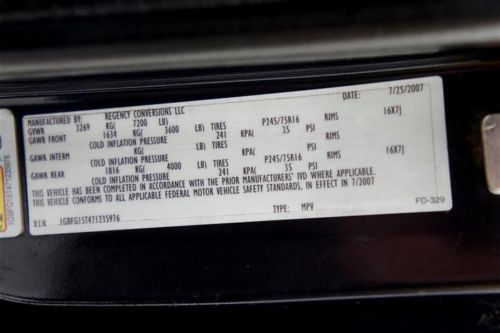 MANUFACTURED BY: REGENCY CONVERSIONS LLC DATE: 7/25/2007
GVWR 3269 KG( 7200 LB)
GAWR FRONT 1634 KG( 3600 LB) TIRES P245/75R16 RIMS 16X7J
COLD INFLATION PRESSURE 241 KPA( 35 PSI
GAWR INTERM KG( LB) TIRES RIMS
COLD INFLATION PRESSURE KPA( PSI
GAWR REAR 1816 KG( 4000 LB) TIRES P245/75R16 RIMS 16X7J
COLD INFLATION PRESSURE 241 KPA( 35 PSI
THIS VEHICLE HAS BEEN COMPLETED IN ACCORDANCE WITH THE PRIOR MANUFACTURERS' IVD WHERE APPLICABLE.
THIS VEHICLE CONFORMS TO ALL APPLICABLE FEDERAL MOTOR VEHICLE SAFETY STANDARDS, IN EFFECT IN 7/2007
V.I.N 1GBFG15T471235976 TYPE: MPV
FD-329
1GBFG15T471235976